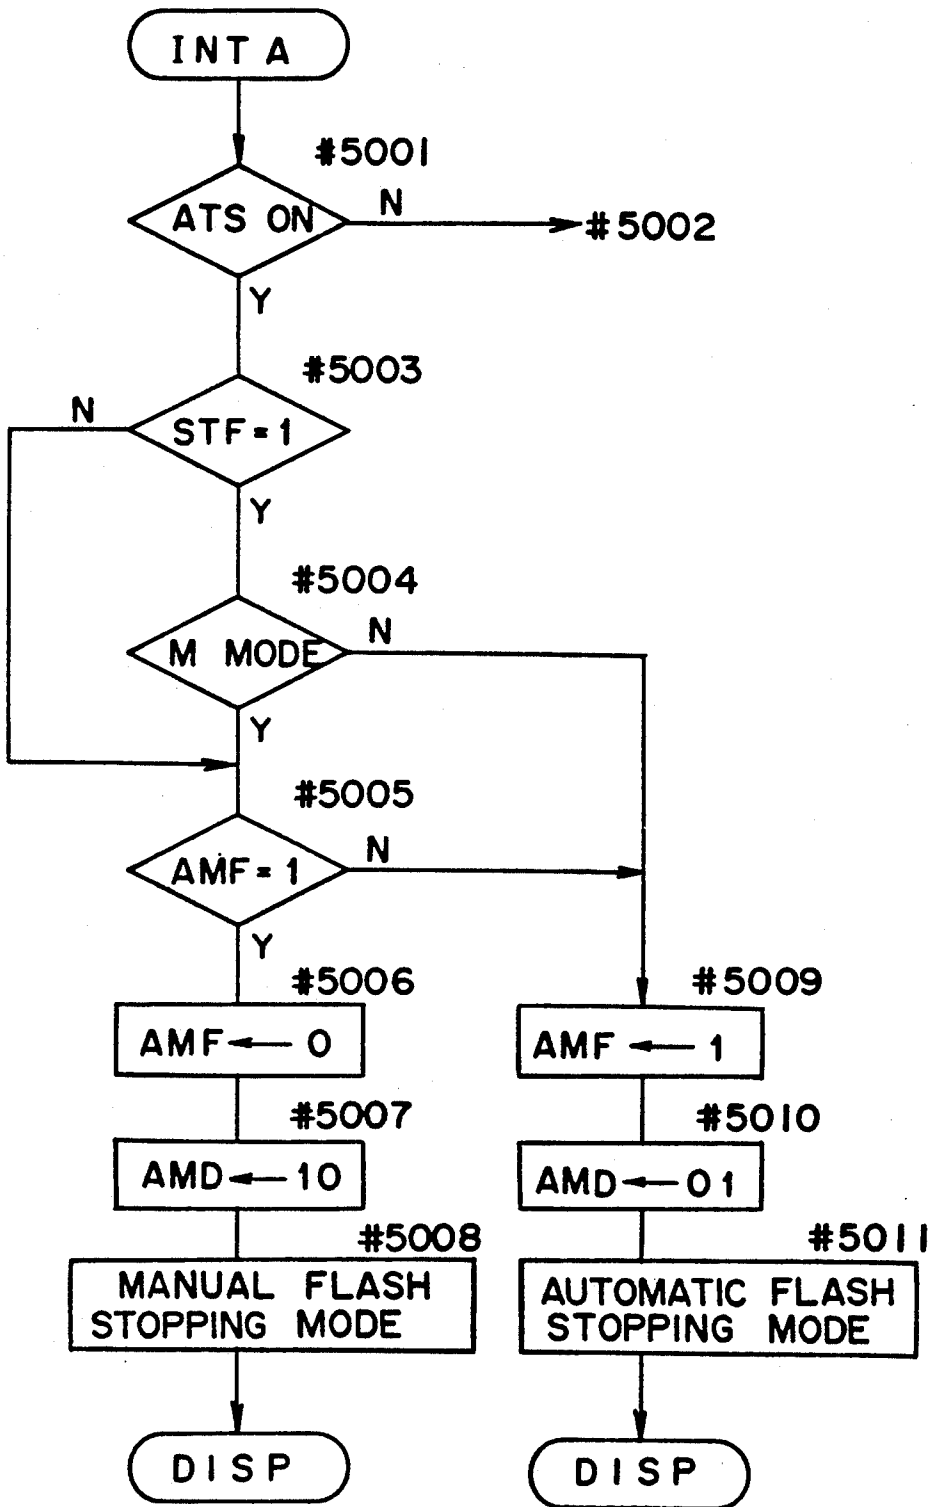 INT A
#5001
ATS ON
N
#5002
Y
#5003
N
STF=1
Y
#5004
M MODE
N
Y
#5005
AMF=1
N
Y
#5006
AMF ← 0
#5009
AMF ← 1
#5007
AMD ← 10
#5010
AMD ← 01
#5008
MANUAL FLASH
STOPPING MODE
#5011
AUTOMATIC FLASH
STOPPING MODE
DISP
DISP